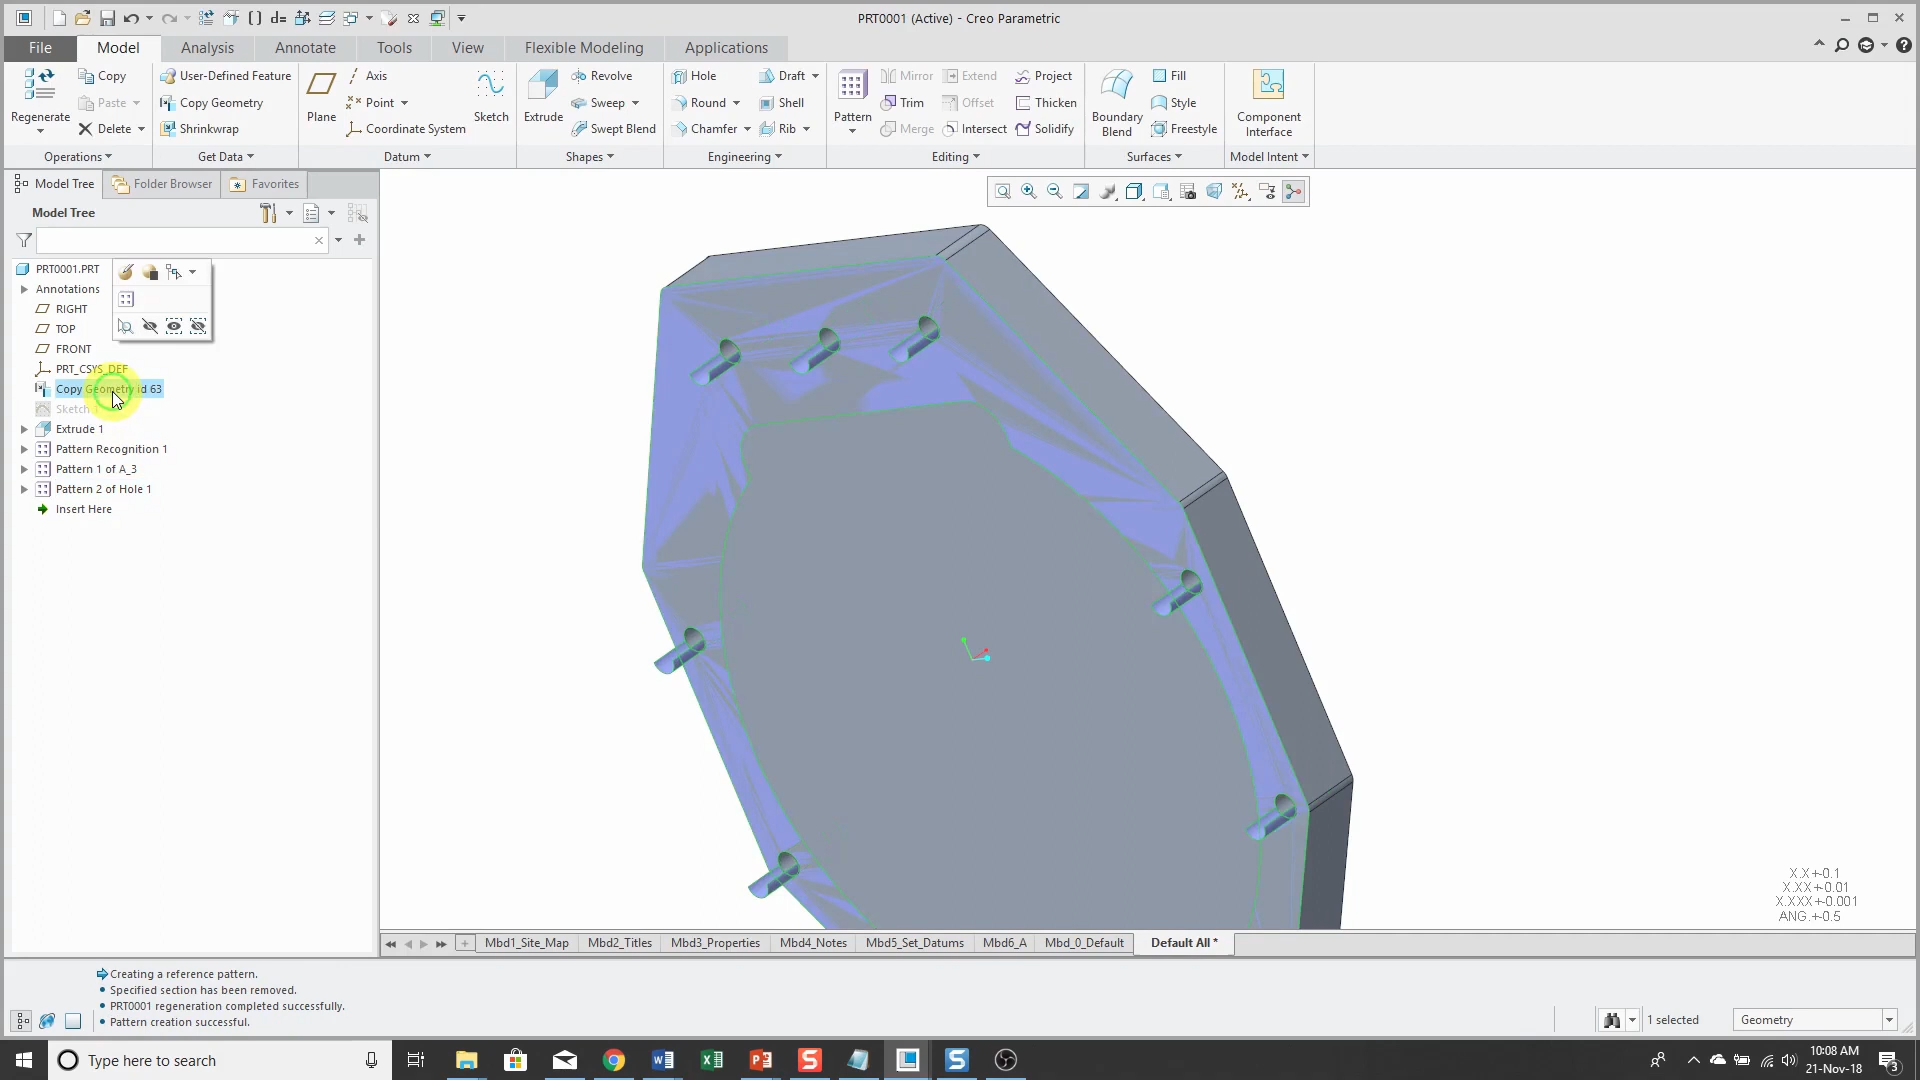 PRT0001 (Active) - Creo Parametric
File Model Analysis Annotate Tools View Flexible Modeling Applications
Regenerate
Copy
Paste
Delete
Operations
User-Defined Feature
Copy Geometry
Shrinkwrap
Get Data
Plane
Axis
Point
Coordinate System
Sketch
Datum
Extrude
Revolve
Sweep
Swept Blend
Shapes
Hole
Round
Chamfer
Draft
Shell
Rib
Engineering
Pattern
Mirror
Trim
Merge
Extend
Offset
Intersect
Project
Thicken
Solidify
Editing
Boundary
Blend
Fill
Style
Freestyle
Surfaces
Component
Interface
Model Intent
Model Tree Folder Browser Favorites
Model Tree
PRT0001.PRT
Annotations
RIGHT
TOP
FRONT
PRT_CSYS_DEF
Copy Geometry id 63
Sketch
Extrude 1
Pattern Recognition 1
Pattern 1 of A_3
Pattern 2 of Hole 1
Insert Here
X.X+-0.1
X.XX+-0.01
X.XXX+-0.001
ANG.+-0.5
Mbd1_Site_Map Mbd2_Titles Mbd3_Properties Mbd4_Notes Mbd5_Set_Datums Mbd6_A Mbd_0_Default Default All *
Creating a reference pattern.
• Specified section has been removed.
• PRT0001 regeneration completed successfully.
• Pattern creation successful.
1 selected
Geometry
Type here to search
10:08 AM
21-Nov-18
3